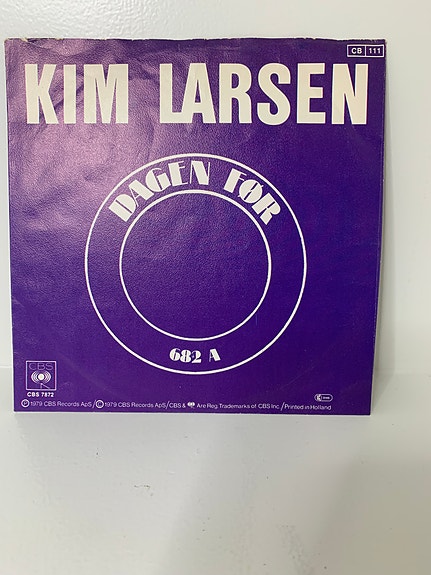 CB 111
KIM LARSEN
DAGEN FØR
682 A
CBS
CBS 7872
Ⓟ 1979 CBS Records ApS/Ⓒ 1979 CBS Records ApS/CBS & Are Reg. Trademarks of CBS Inc./Printed in Holland